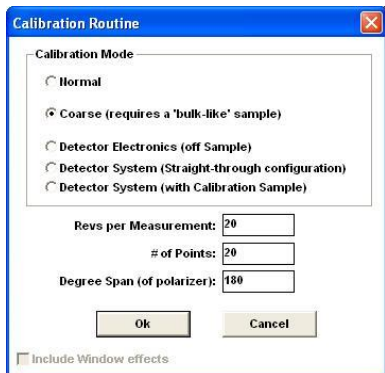 Calibration Routine
Calibration Mode
Normal
Coarse (requires a 'bulk-like' sample)
Detector Electronics (off Sample)
Detector System (Straight-through configuration)
Detector System (with Calibration Sample)
Revs per Measurement: 20
# of Points: 20
Degree Span (of polarizer): 180
Ok Cancel
Include Window effects